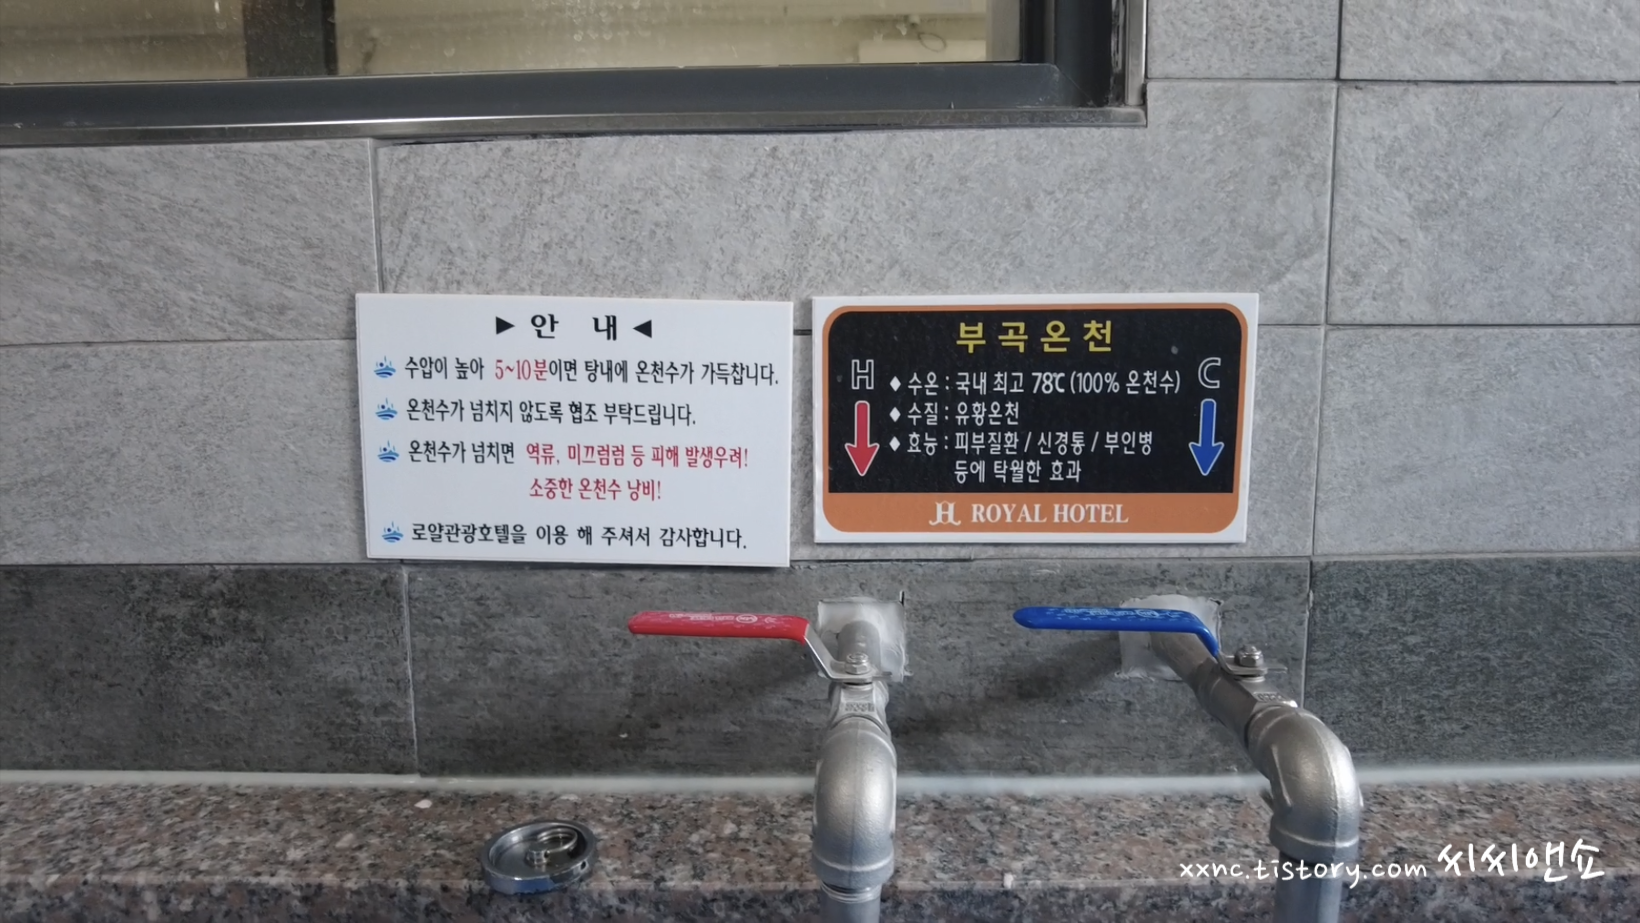 ▶ 안 내 ◀
수압이 높아 5~10분이면 탕내에 온천수가 가득찹니다.
온천수가 넘치지 않도록 협조 부탁드립니다.
온천수가 넘치면 역류, 미끄럼럼 등 피해 발생우려!
소중한 온천수 낭비!
로얄관광호텔을 이용 해 주셔서 감사합니다.
부곡온천
H
C
◆ 수온 : 국내 최고 78℃ (100% 온천수)
◆ 수질 : 유황온천
◆ 효능 : 피부질환 / 신경통 / 부인병
등에 탁월한 효과
ROYAL HOTEL
xxnc.tistory.com 씨씨앤쇼